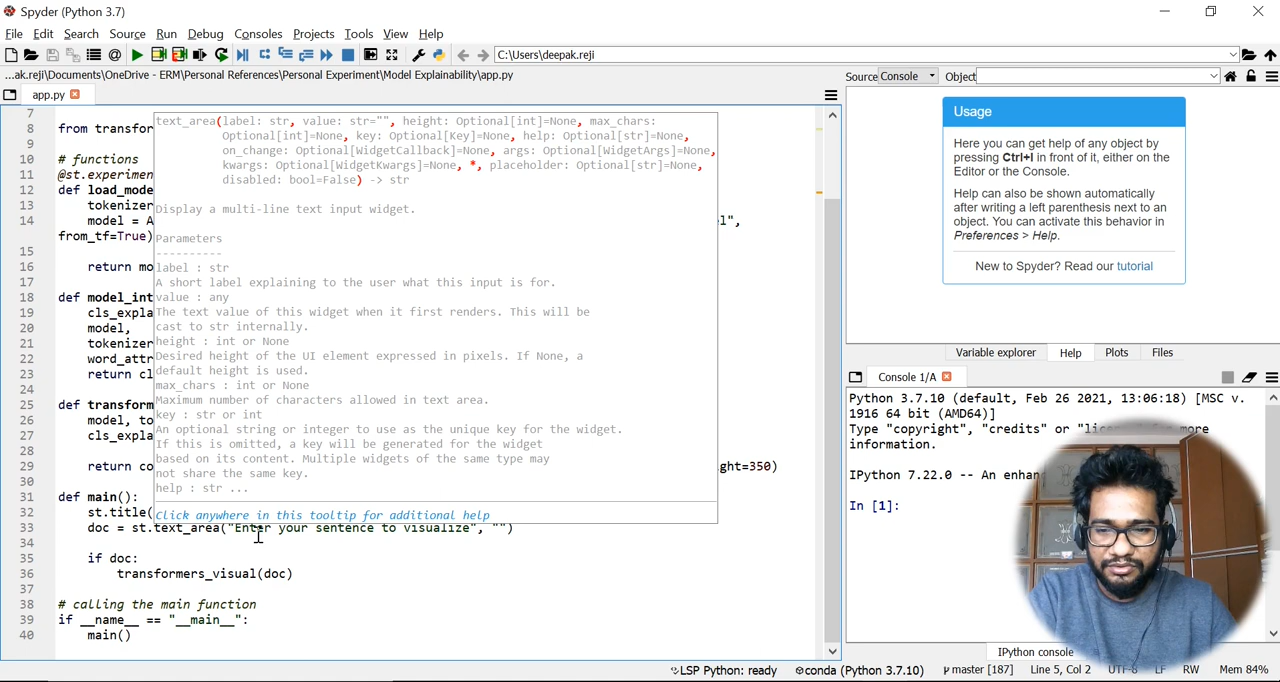 Spyder (Python 3.7)
File Edit Search Source Run Debug Consoles Projects Tools View Help
C:\Users\deepak.reji
...ak.reji\Documents\OneDrive - ERM\Personal References\Personal Experiment\Model Explainability\app.py
app.py
7
8 from transfor
9
10 # functions
11 @st.experimen
12 def load_mode
13 tokenizer
14 model = A l",
from_tf=True)
15
16 return mo
17
18 def model_int
19 cls_expla
20 model,
21 tokenizer
22 word_attr
23 return cl
24
25 def transform
26 model, to
27 cls_expla
28
29 return co ght=350)
30
31 def main():
32 st.title(
33 doc = st.text_area("Enter your sentence to visualize", "")
34
35 if doc:
36 transformers_visual(doc)
37
38 # calling the main function
39 if __name__ == "__main__":
40 main()
text_area(label: str, value: str="", height: Optional[int]=None, max_chars:
Optional[int]=None, key: Optional[Key]=None, help: Optional[str]=None,
on_change: Optional[WidgetCallback]=None, args: Optional[WidgetArgs]=None,
kwargs: Optional[WidgetKwargs]=None, *, placeholder: Optional[str]=None,
disabled: bool=False) -> str
Display a multi-line text input widget.
Parameters
----------
label : str
A short label explaining to the user what this input is for.
value : any
The text value of this widget when it first renders. This will be
cast to str internally.
height : int or None
Desired height of the UI element expressed in pixels. If None, a
default height is used.
max_chars : int or None
Maximum number of characters allowed in text area.
key : str or int
An optional string or integer to use as the unique key for the widget.
If this is omitted, a key will be generated for the widget
based on its content. Multiple widgets of the same type may
not share the same key.
help : str ...
Click anywhere in this tooltip for additional help
Source Console Object
Usage
Here you can get help of any object by
pressing Ctrl+I in front of it, either on the
Editor or the Console.
Help can also be shown automatically
after writing a left parenthesis next to an
object. You can activate this behavior in
Preferences > Help.
New to Spyder? Read our tutorial
Variable explorer Help Plots Files
Console 1/A
Python 3.7.10 (default, Feb 26 2021, 13:06:18) [MSC v.
1916 64 bit (AMD64)]
Type "copyright", "credits" or "license" for more
information.
IPython 7.22.0 -- An enhan
In [1]:
IPython console
LSP Python: ready conda (Python 3.7.10) master [187] Line 5, Col 2 UTF-8 LF RW Mem 84%